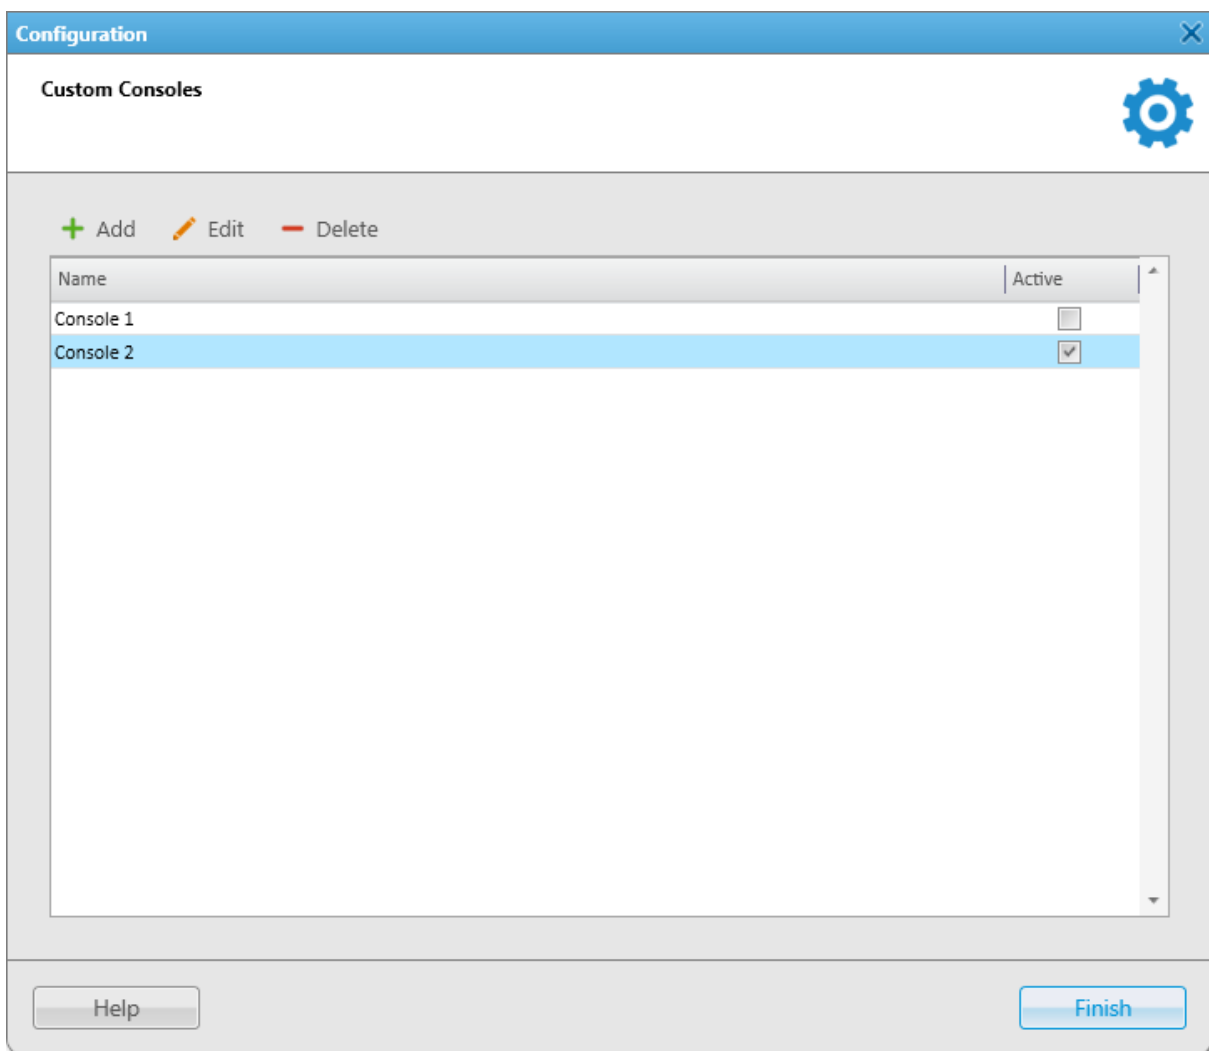 Configuration
Custom Consoles
Add Edit Delete
Name Active
Console 1
Console 2
Help Finish